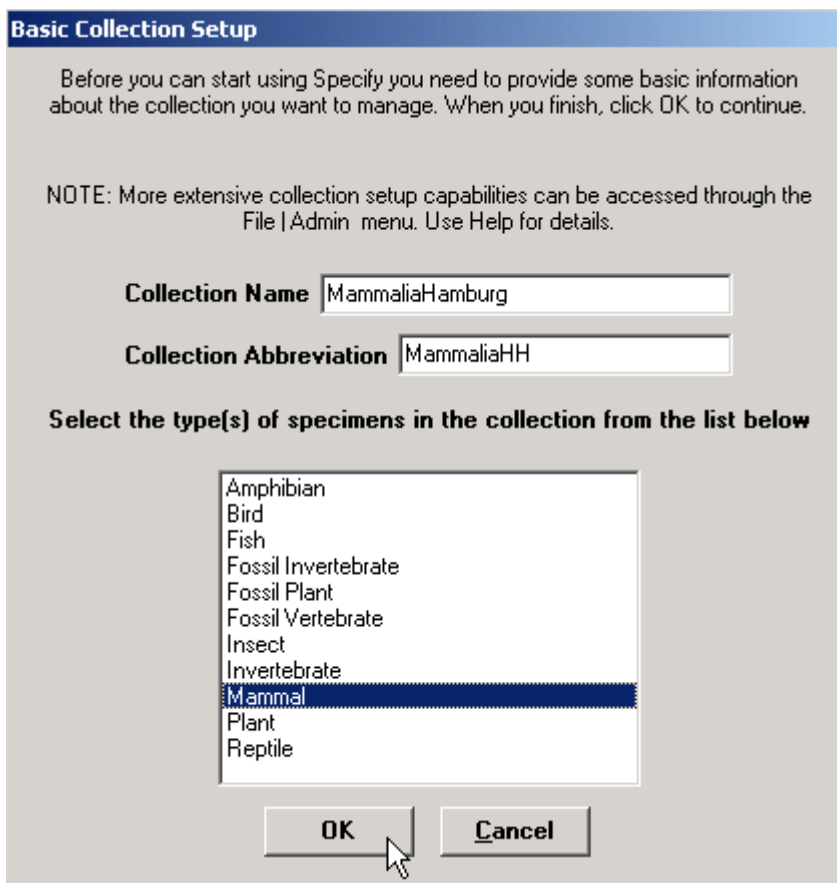 Basic Collection Setup
Before you can start using Specify you need to provide some basic information
about the collection you want to manage. When you finish, click OK to continue.
NOTE: More extensive collection setup capabilities can be accessed through the
File | Admin menu. Use Help for details.
Collection Name MammaliaHamburg
Collection Abbreviation MammaliaHH
Select the type(s) of specimens in the collection from the list below
Amphibian
Bird
Fish
Fossil Invertebrate
Fossil Plant
Fossil Vertebrate
Insect
Invertebrate
Mammal
Plant
Reptile
OK Cancel